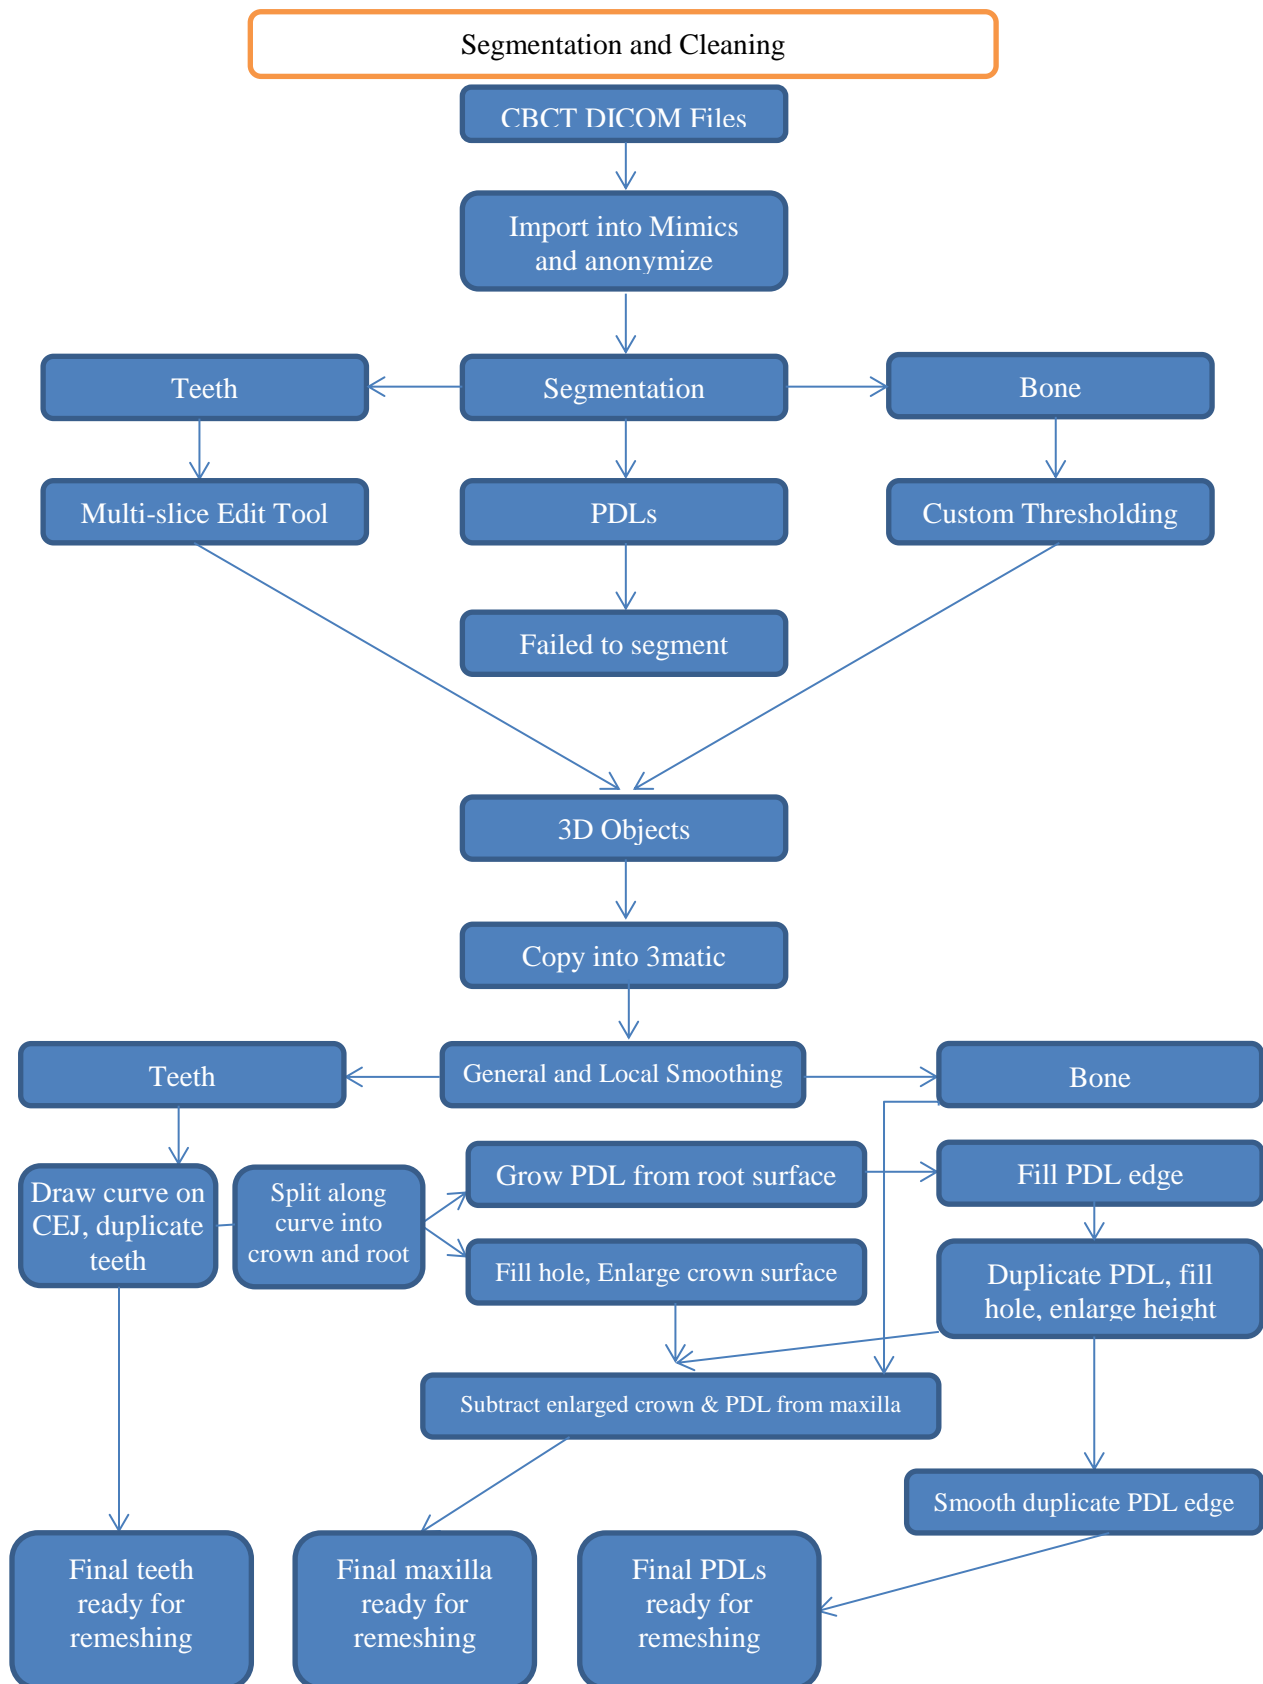 Segmentation and Cleaning
CBCT DICOM Files
Import into Mimics
and anonymize
Teeth
Segmentation
Bone
Multi-slice Edit Tool
PDLs
Custom Thresholding
Failed to segment
3D Objects
Copy into 3matic
Teeth
General and Local Smoothing
Bone
Draw curve on
CEJ, duplicate
teeth
Split along
curve into
crown and root
Grow PDL from root surface
Fill PDL edge
Fill hole, Enlarge crown surface
Duplicate PDL, fill
hole, enlarge height
Subtract enlarged crown & PDL from maxilla
Smooth duplicate PDL edge
Final teeth
ready for
remeshing
Final maxilla
ready for
remeshing
Final PDLs
ready for
remeshing